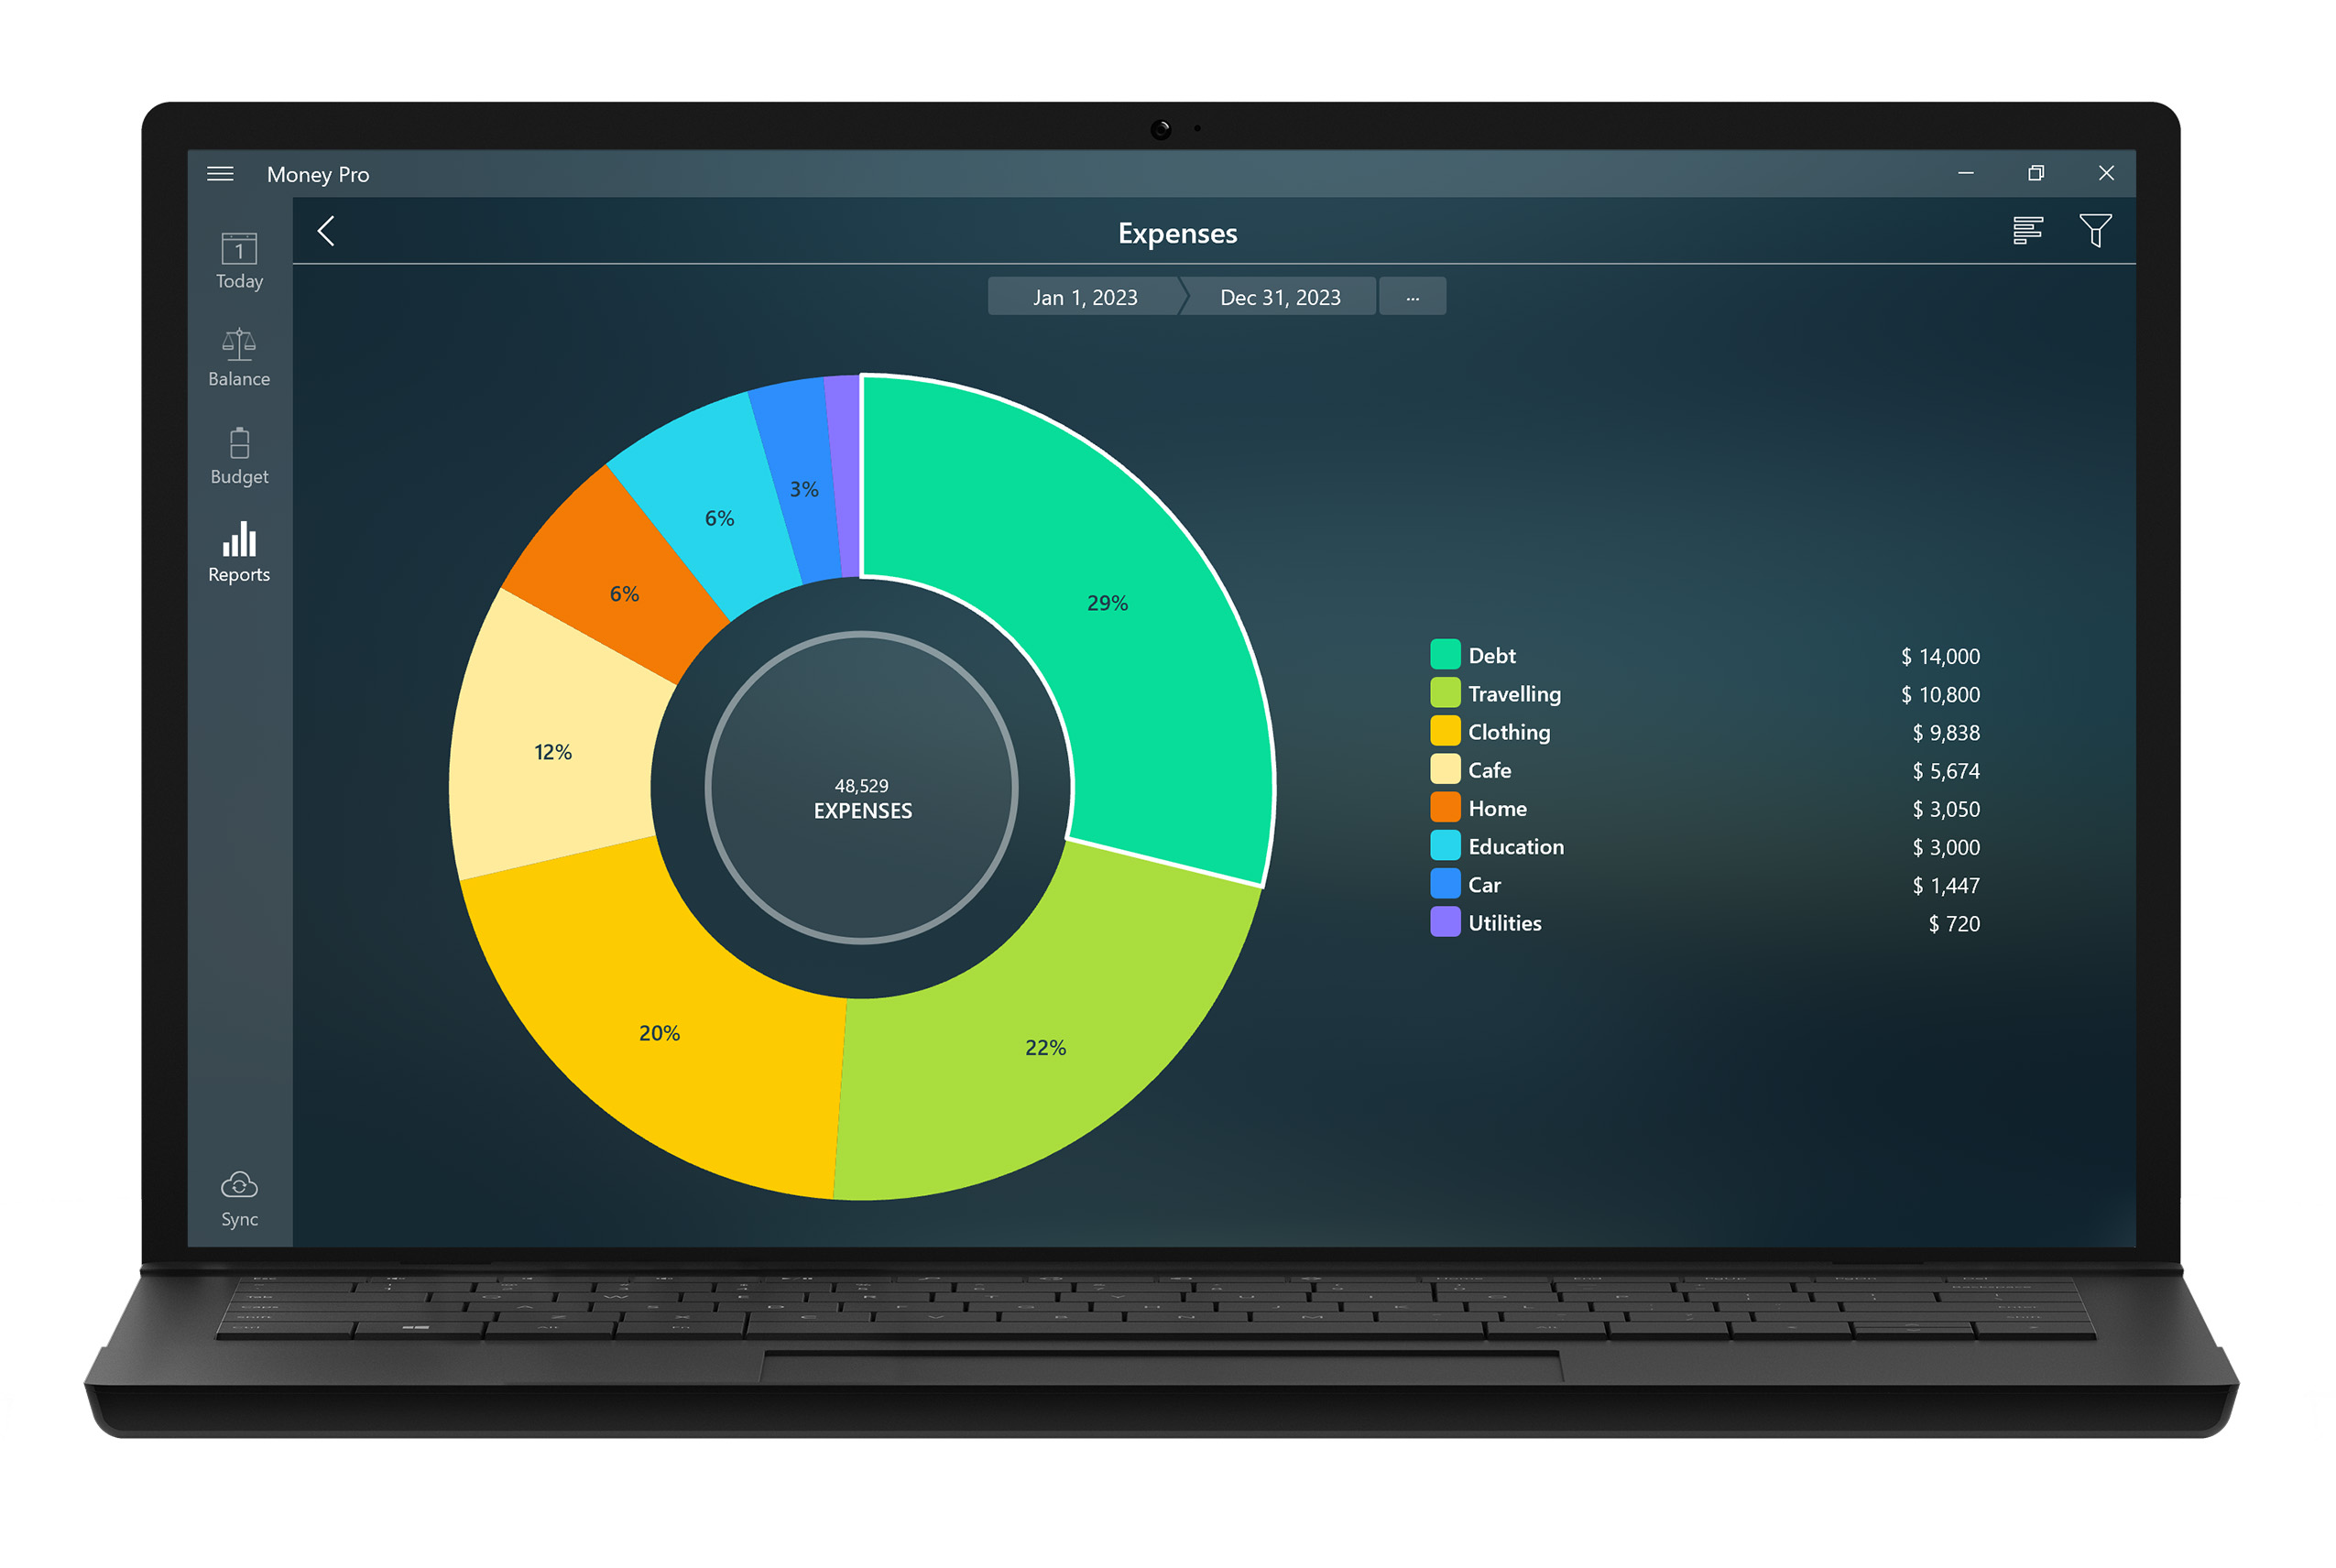 Money Pro
Expenses
Jan 1, 2023
Dec 31, 2023
...
1
Today
Balance
Budget
Reports
Sync
3%
6%
6%
29%
12%
20%
22%
48,529
EXPENSES
Debt $ 14,000
Travelling $ 10,800
Clothing $ 9,838
Cafe $ 5,674
Home $ 3,050
Education $ 3,000
Car $ 1,447
Utilities $ 720